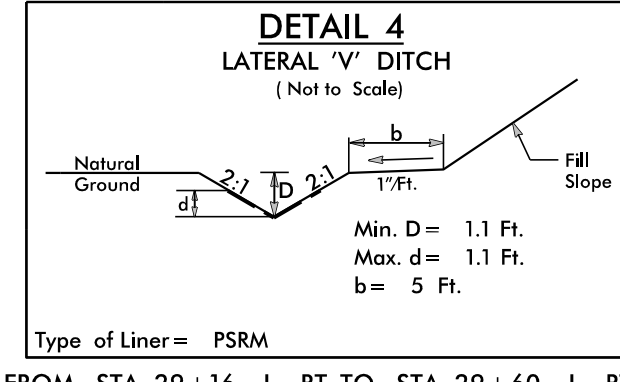 DETAIL 4
LATERAL 'V' DITCH
( Not to Scale)
b
Natural
Ground
2:1
D
2:1
1"/Ft.
Fill
Slope
d
Min. D = 1.1 Ft.
Max. d = 1.1 Ft.
b = 5 Ft.
Type of Liner = PSRM